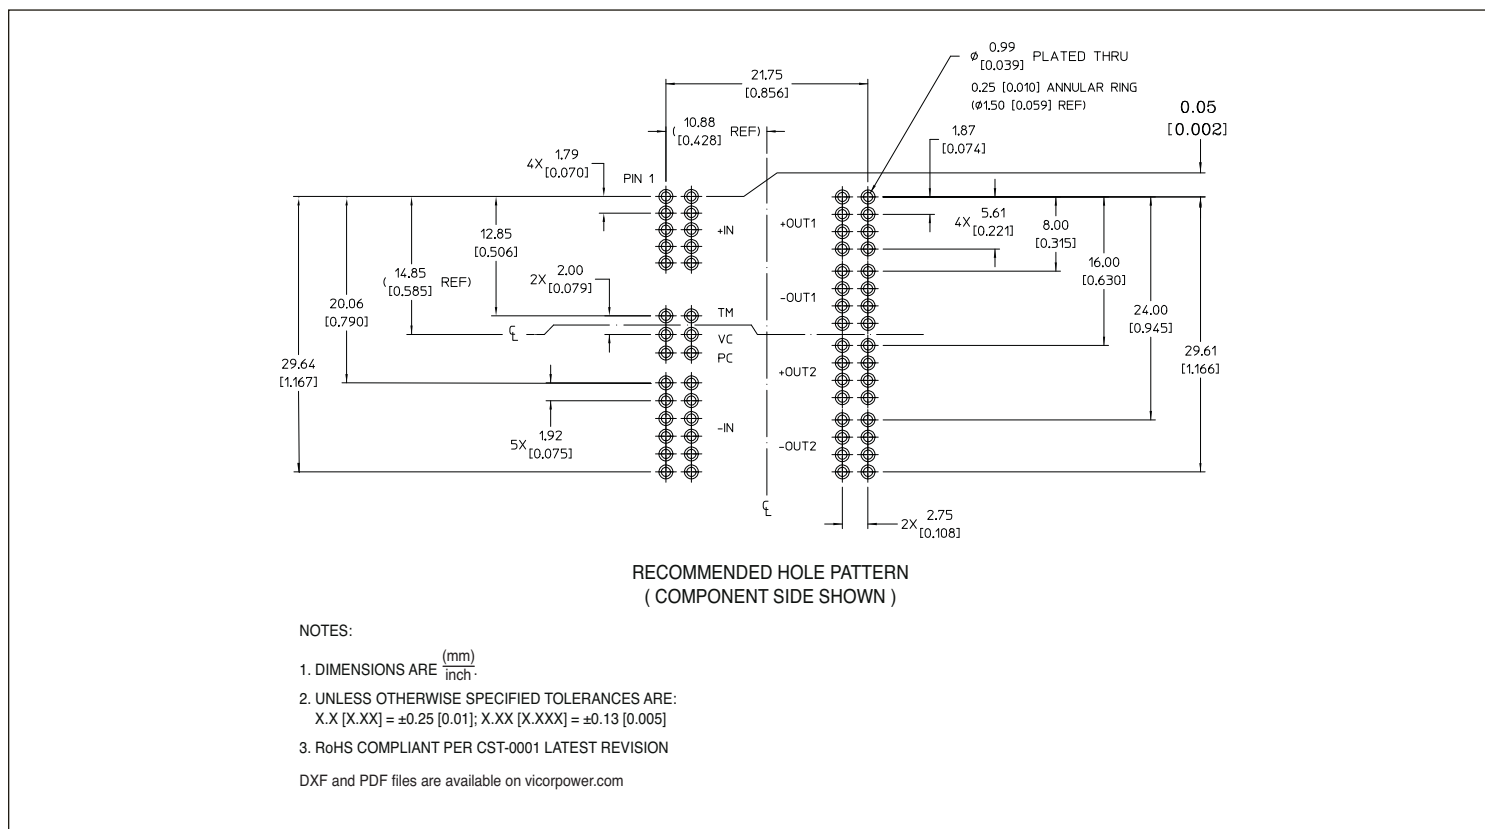 ø 0.99 [0.039] PLATED THRU
0.25 [0.010] ANNULAR RING
(ø1.50 [0.059] REF)
21.75
[0.856]
0.05
[0.002]
( 10.88 [0.428] REF)
1.87
[0.074]
4X 1.79 [0.070]
PIN 1
+IN
+OUT1
4X 5.61 [0.221]
8.00
[0.315]
12.85
[0.506]
16.00
[0.630]
( 14.85 [0.585] REF)
2X 2.00 [0.079]
-OUT1
20.06
[0.790]
TM
24.00
[0.945]
℄
VC
PC
29.64
[1.167]
29.61
[1.166]
+OUT2
-IN
5X 1.92 [0.075]
-OUT2
℄
2X 2.75 [0.108]
RECOMMENDED HOLE PATTERN
( COMPONENT SIDE SHOWN )
NOTES:
1. DIMENSIONS ARE (mm)/inch.
2. UNLESS OTHERWISE SPECIFIED TOLERANCES ARE:
X.X [X.XX] = ±0.25 [0.01]; X.XX [X.XXX] = ±0.13 [0.005]
3. RoHS COMPLIANT PER CST-0001 LATEST REVISION
DXF and PDF files are available on vicorpower.com